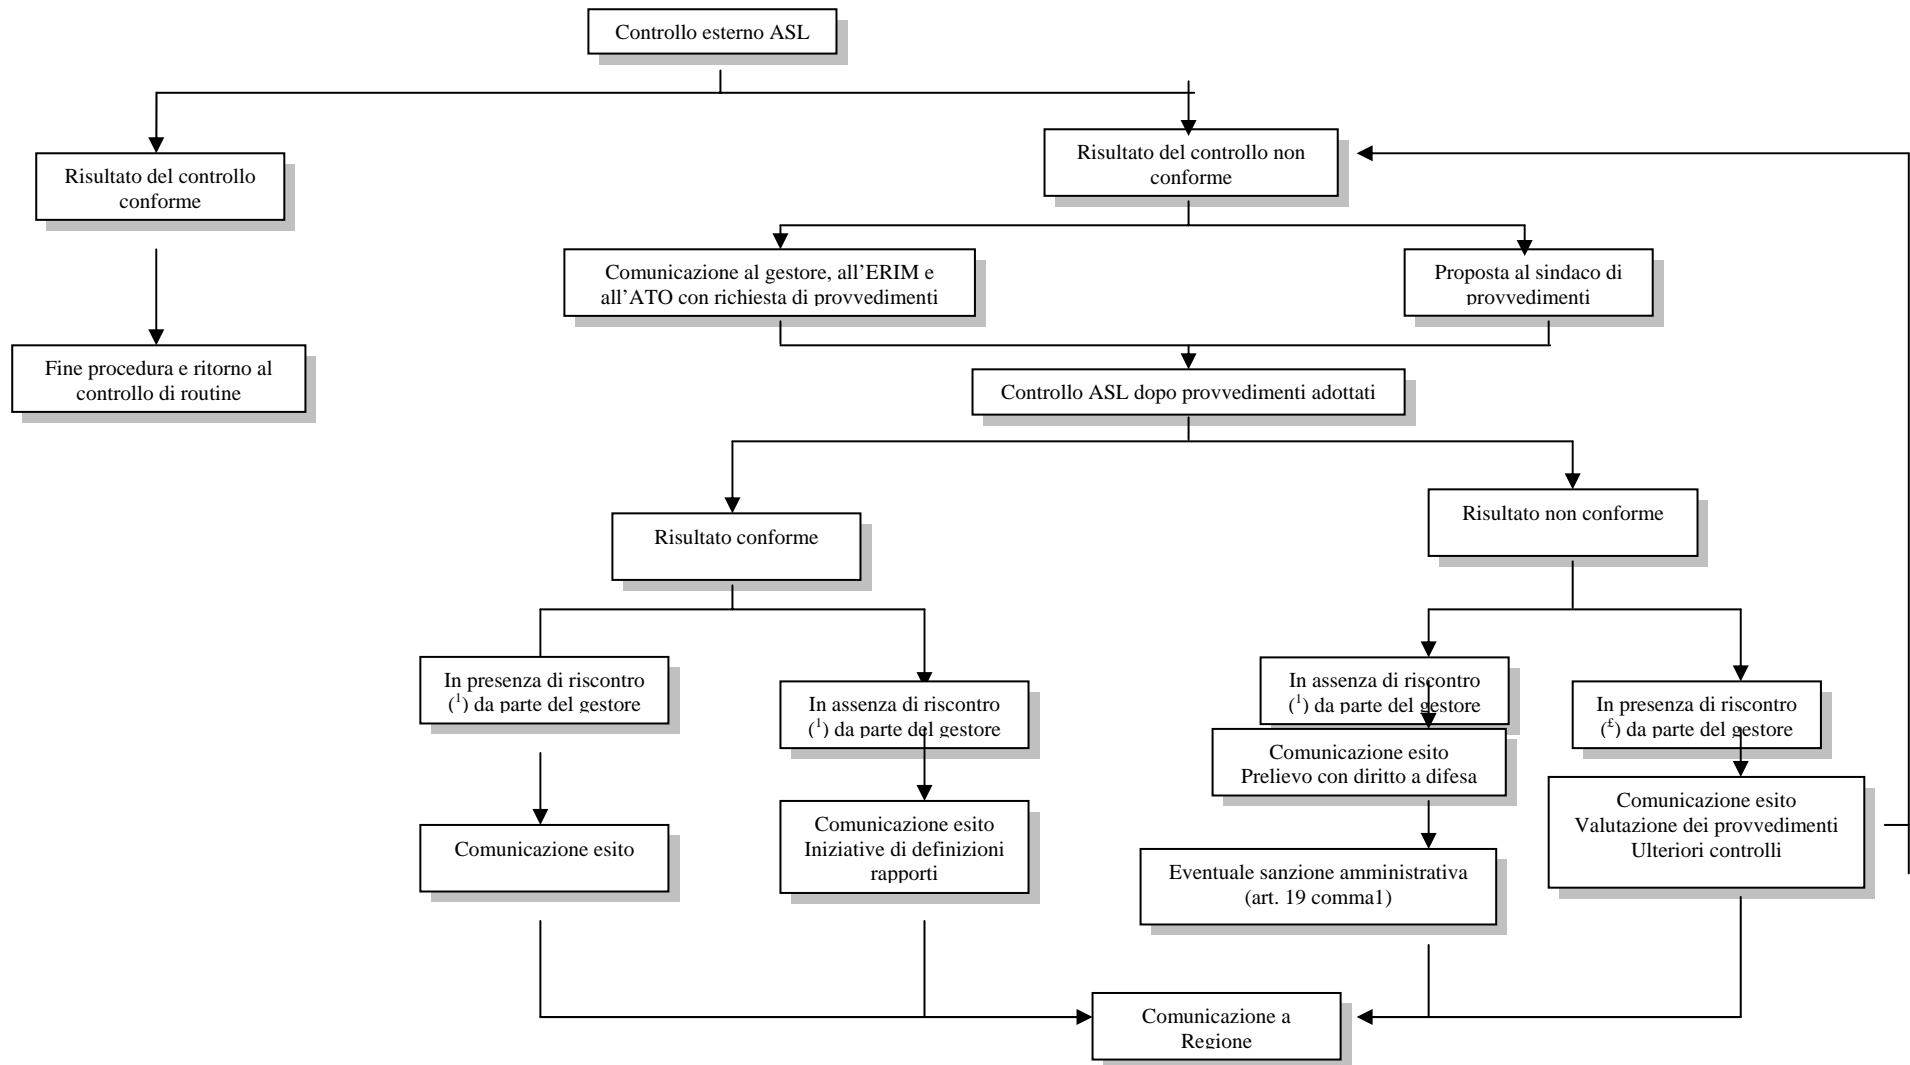 Controllo esterno ASL
Risultato del controllo
conforme
Risultato del controllo non
conforme
Comunicazione al gestore, all’ERIM e
all’ATO con richiesta di provvedimenti
Proposta al sindaco di
provvedimenti
Fine procedura e ritorno al
controllo di routine
Controllo ASL dopo provvedimenti adottati
Risultato conforme
Risultato non conforme
In presenza di riscontro
(¹) da parte del gestore
In assenza di riscontro
(¹) da parte del gestore
In assenza di riscontro
(¹) da parte del gestore
In presenza di riscontro
(£) da parte del gestore
Comunicazione esito
Comunicazione esito
Iniziative di definizioni
rapporti
Comunicazione esito
Prelievo con diritto a difesa
Eventuale sanzione amministrativa
(art. 19 comma1)
Comunicazione esito
Valutazione dei provvedimenti
Ulteriori controlli
Comunicazione a
Regione